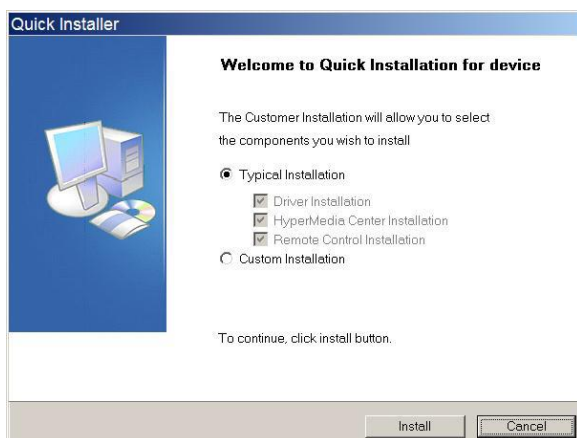 Quick Installer
Welcome to Quick Installation for device
The Customer Installation will allow you to select
the components you wish to install
Typical Installation
Driver Installation
HyperMedia Center Installation
Remote Control Installation
Custom Installation
To continue, click install button.
Install Cancel